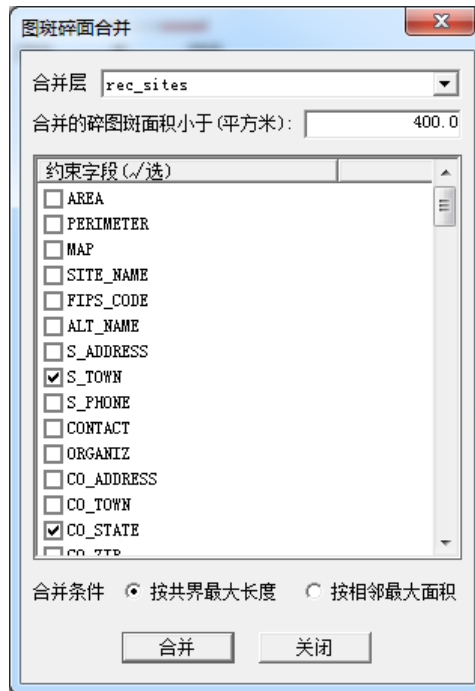 图斑碎面合并
合并层 rec_sites
合并的碎图斑面积小于(平方米): 400.0
约束字段(√选)
AREA
PERIMETER
MAP
SITE_NAME
FIPS_CODE
ALT_NAME
S_ADDRESS
S_TOWN
S_PHONE
CONTACT
ORGANIZ
CO_ADDRESS
CO_TOWN
CO_STATE
CO_ZIP
合并条件 按共界最大长度 按相邻最大面积
合并 关闭